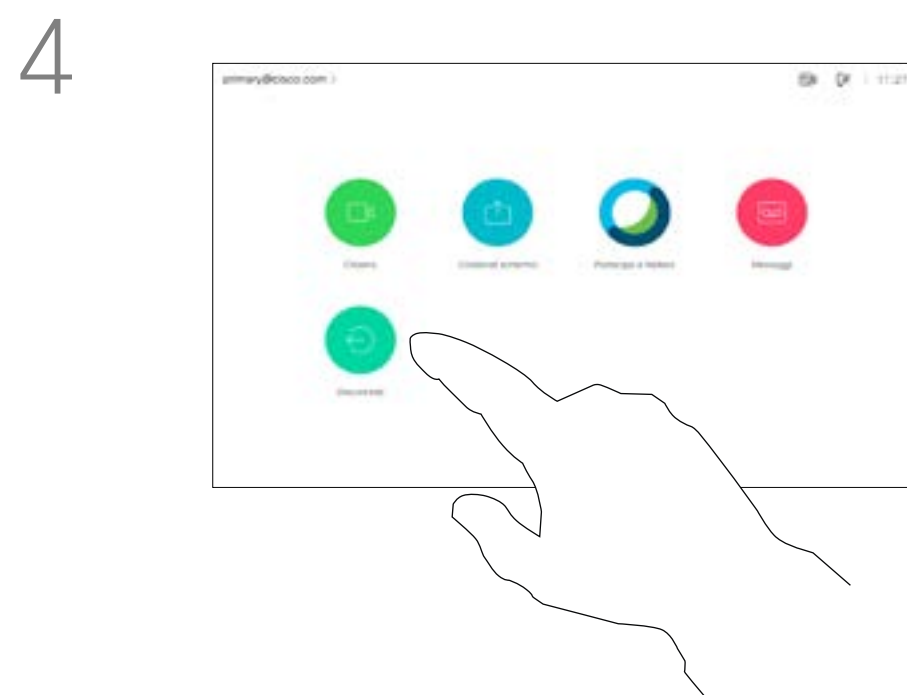 4
primary@cisco.com
Chiama
Condividi schermo
Partecipa a Webex
Messaggi
Disconnetti